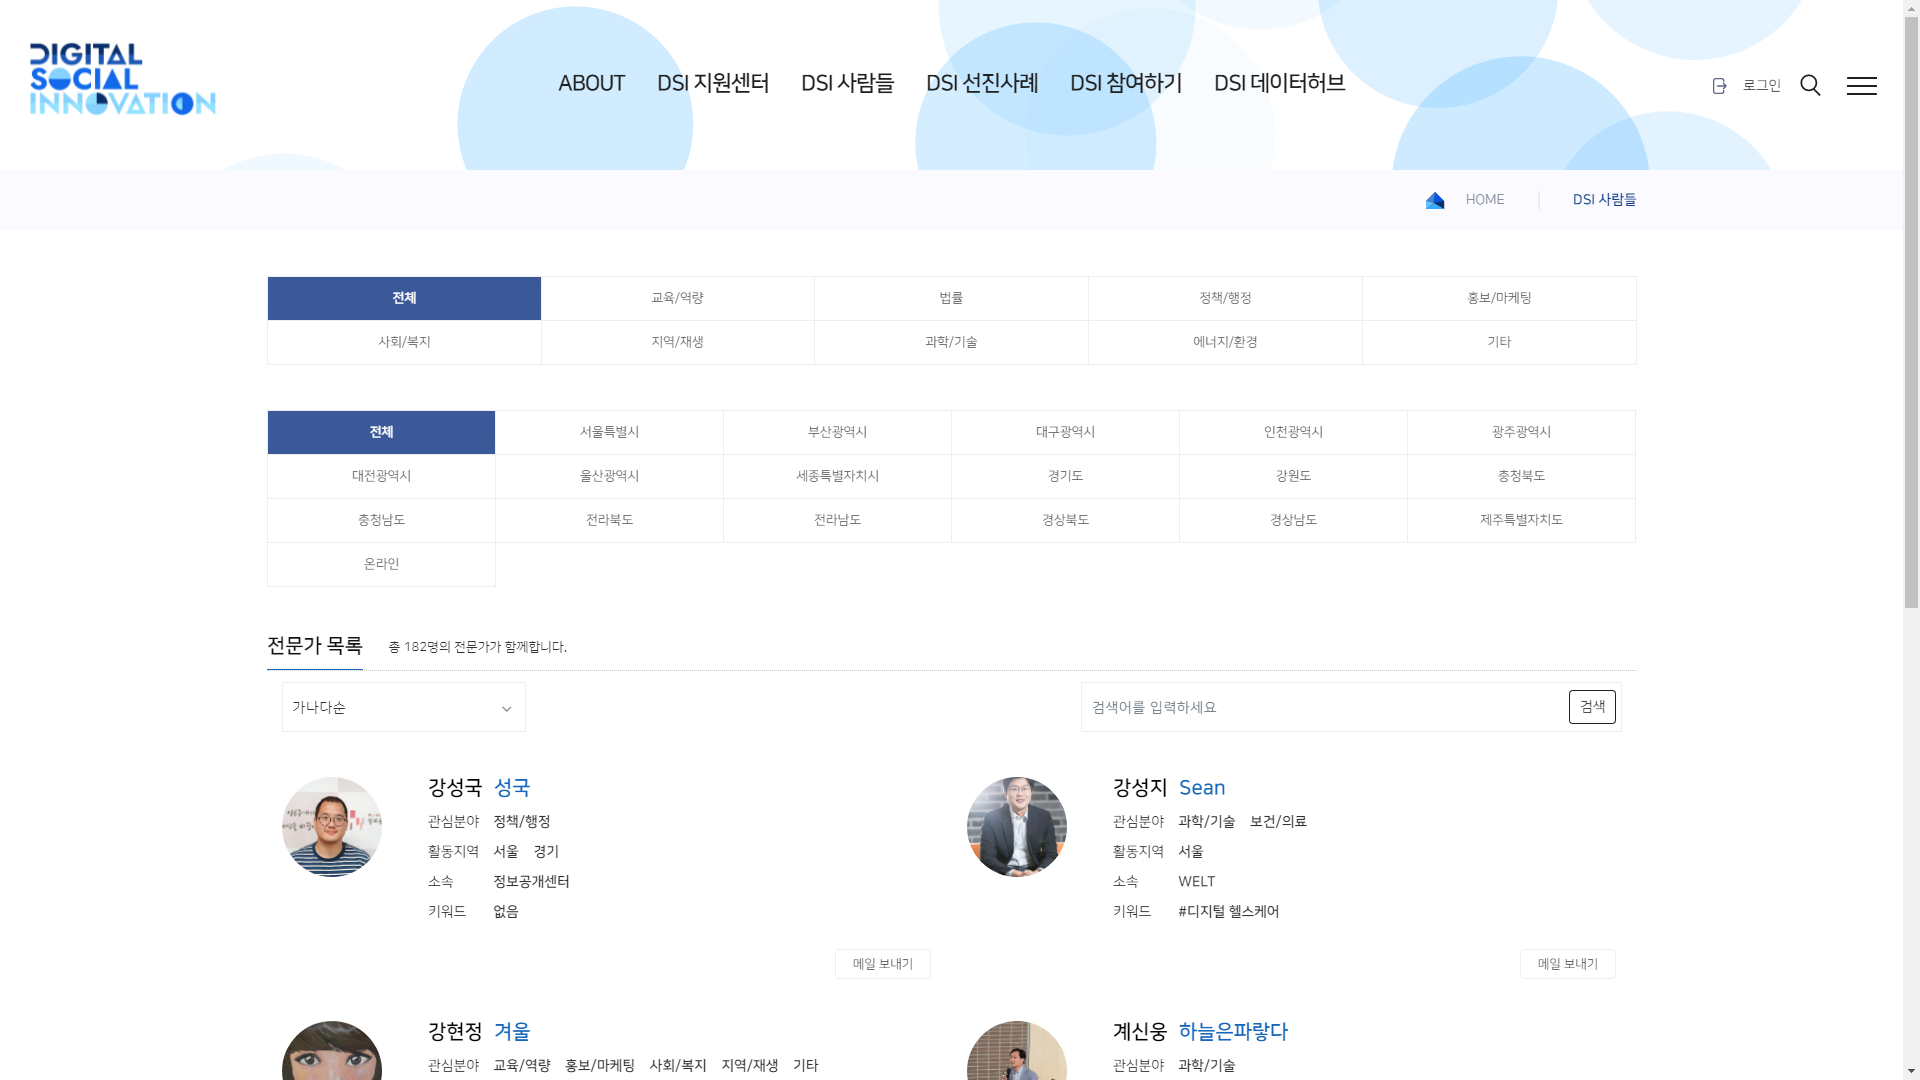 DIGITAL
SOCIAL
INNOVATION
ABOUT DSI 지원센터 DSI 사람들 DSI 선진사례 DSI 참여하기 DSI 데이터허브
로그인
HOME DSI 사람들
전체 교육/역량 법률 정책/행정 홍보/마케팅
사회/복지 지역/재생 과학/기술 에너지/환경 기타
전체 서울특별시 부산광역시 대구광역시 인천광역시 광주광역시
대전광역시 울산광역시 세종특별자치시 경기도 강원도 충청북도
충청남도 전라북도 전라남도 경상북도 경상남도 제주특별자치도
온라인
전문가 목록 총 182명의 전문가가 함께합니다.
가나다순 검색어를 입력하세요 검색
강성국 성국
관심분야 정책/행정
활동지역 서울 경기
소속 정보공개센터
키워드 없음
메일 보내기
강성지 Sean
관심분야 과학/기술 보건/의료
활동지역 서울
소속 WELT
키워드 #디지털 헬스케어
메일 보내기
강현정 겨울
관심분야 교육/역량 홍보/마케팅 사회/복지 지역/재생 기타
계신웅 하늘은파랗다
관심분야 과학/기술